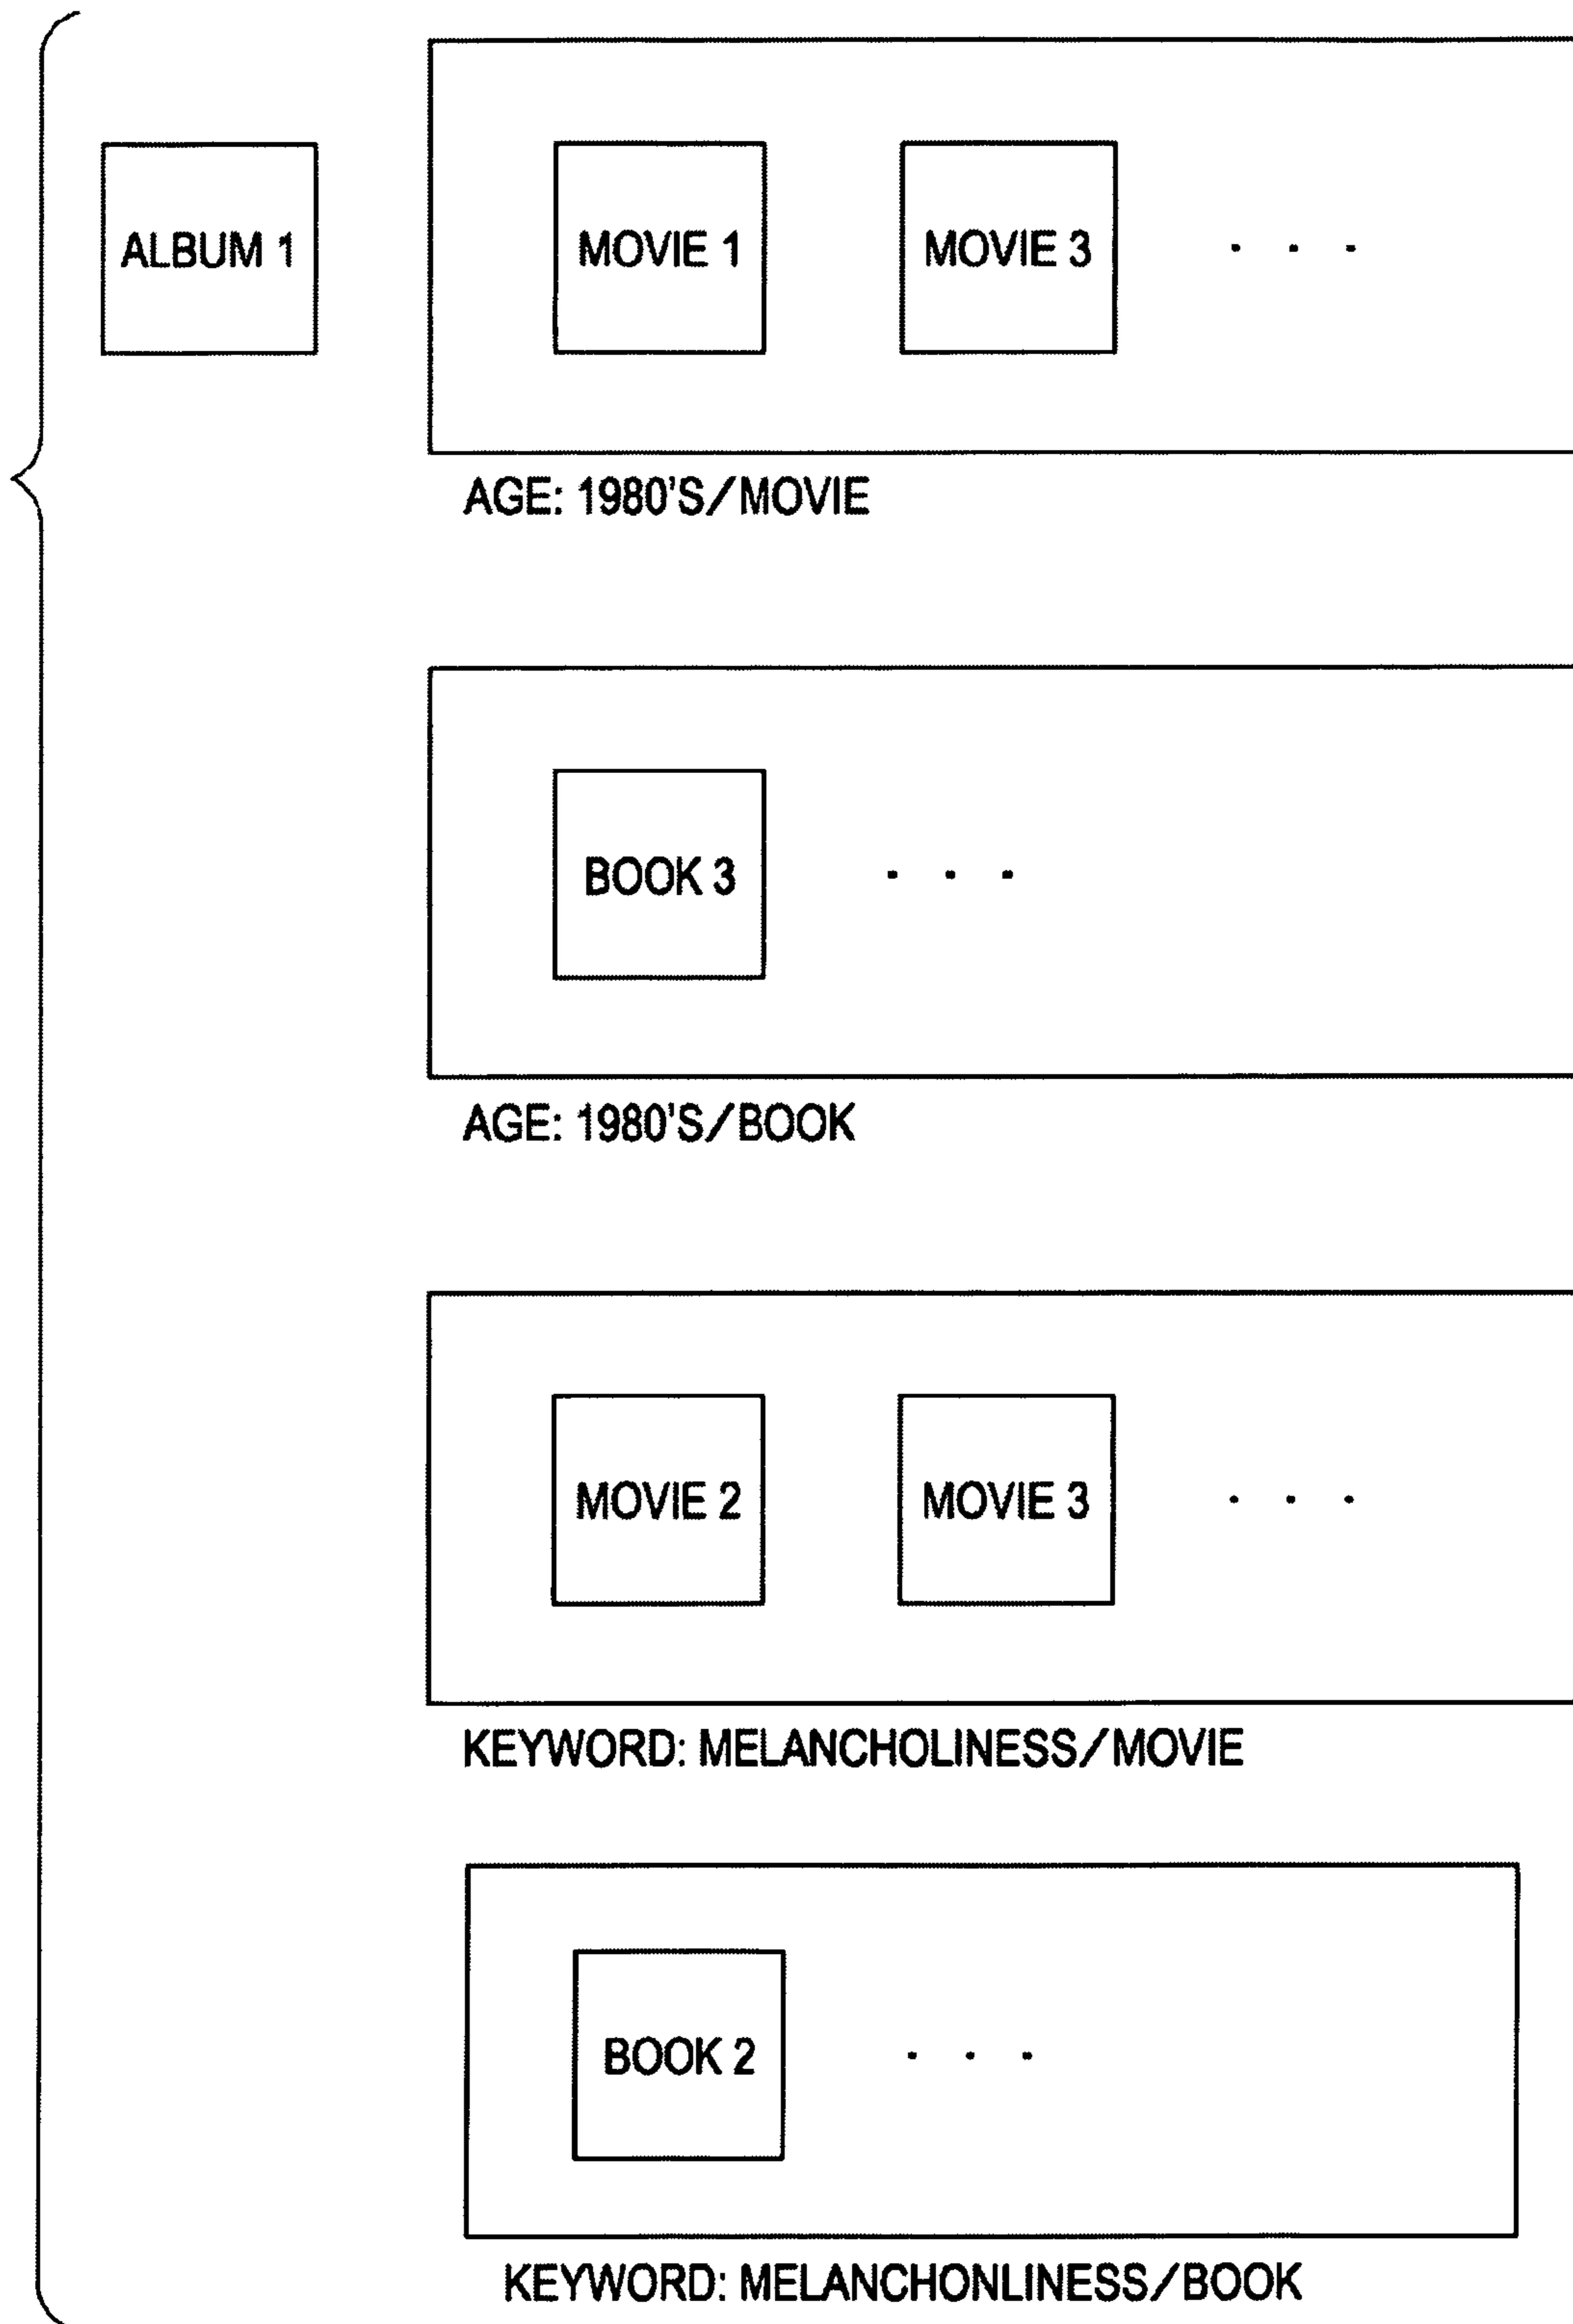 ALBUM 1
MOVIE 1
MOVIE 3
. . .
AGE: 1980'S/MOVIE
BOOK 3
. . .
AGE: 1980'S/BOOK
MOVIE 2
MOVIE 3
. . .
KEYWORD: MELANCHOLINESS/MOVIE
BOOK 2
. . .
KEYWORD: MELANCHONLINESS/BOOK